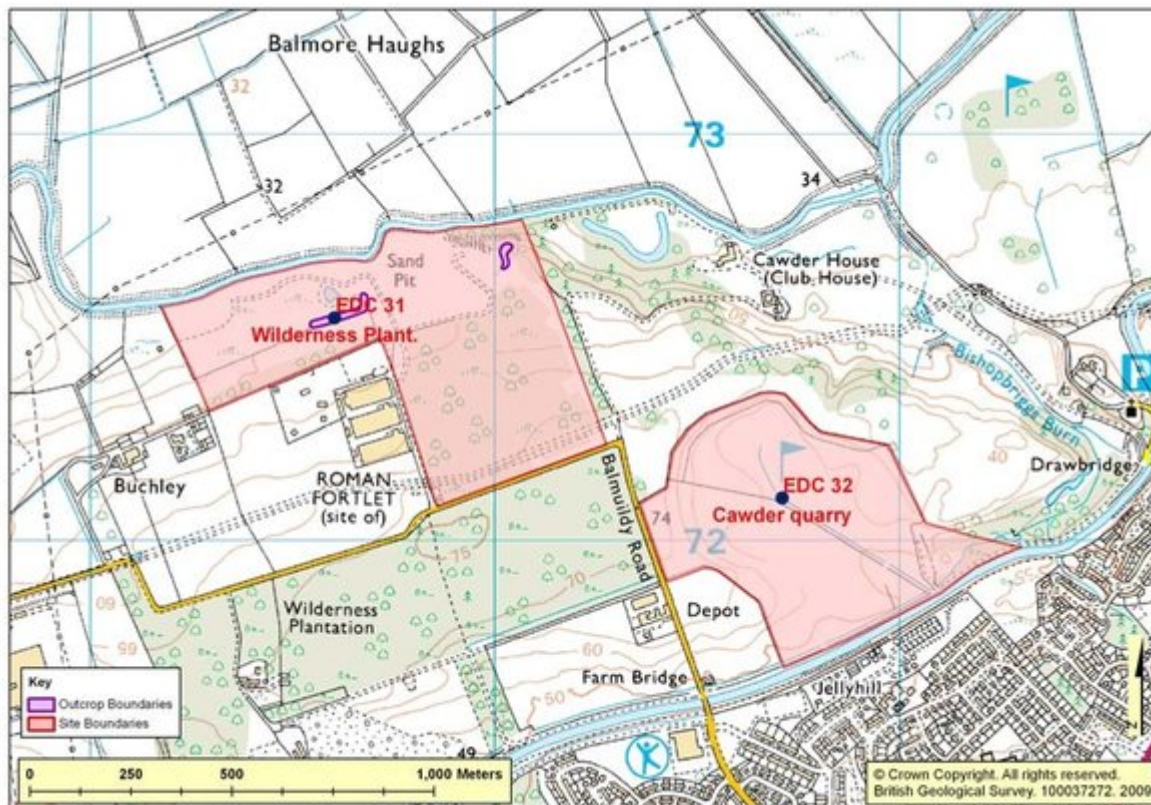 Balmore Haughs
32
73
32
34
Sand
Pit
Cawder House
(Club House)
EDC 31
Wilderness Plant.
50
Bishopbriggs Burn
P
40
Drawbridge
Buchley
ROMAN
FORTLET
(site of)
Balmuildy Road
EDC 32
Cawder quarry
74
72
75
70
60
65
Wilderness
Plantation
Depot
55
60
Farm Bridge
50
Jellyhill
49
Key
Outcrop Boundaries
Site Boundaries
0 250 500 1,000 Meters
N
© Crown Copyright. All rights reserved.
British Geological Survey. 100037272. 2009